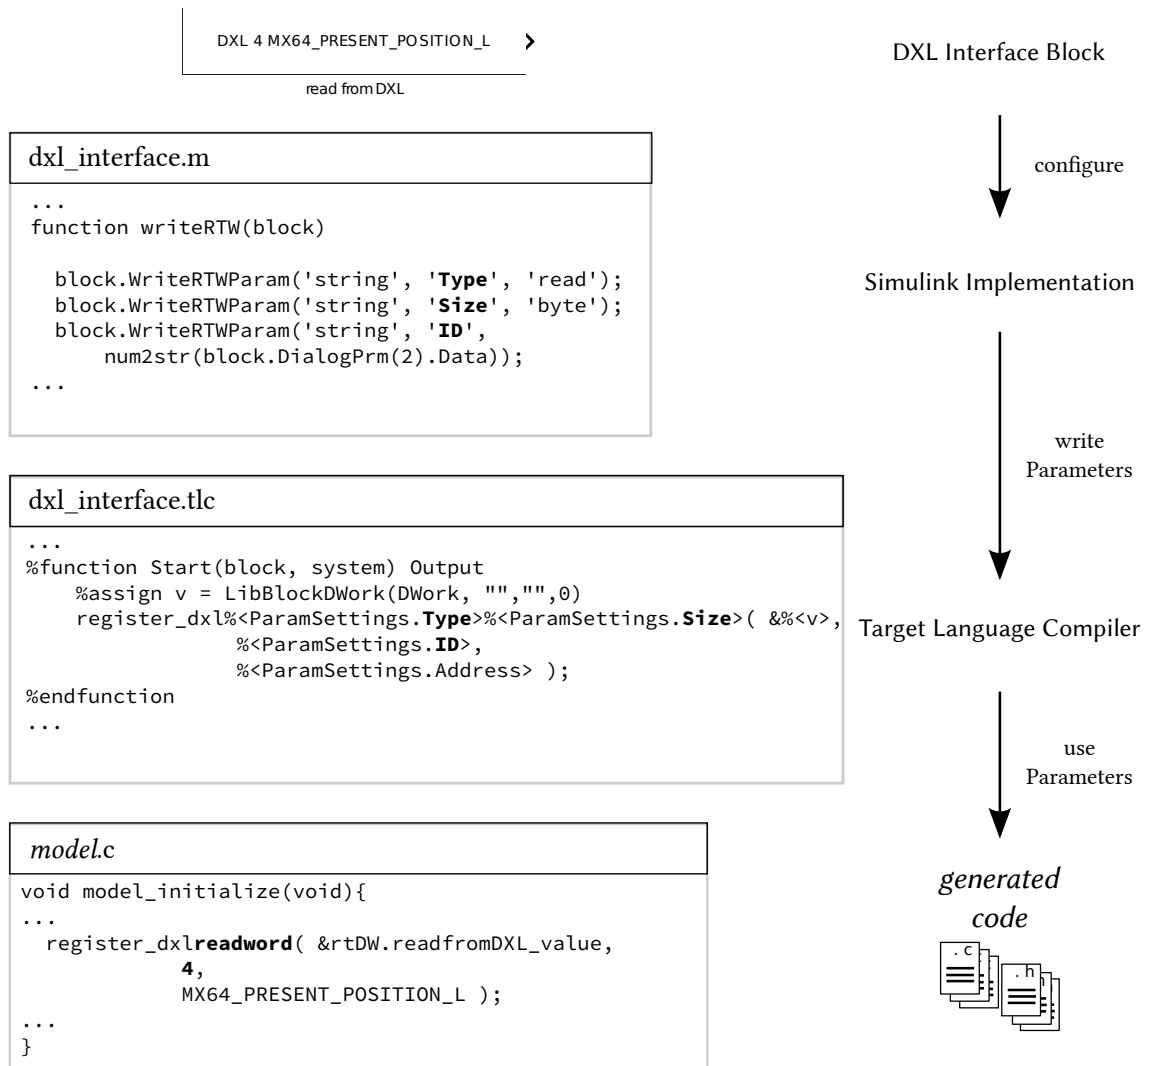 DXL 4 MX64_PRESENT_POSITION_L
read from DXL
dxl_interface.m
...
function writeRTW(block)
block.WriteRTWParam('string', 'Type', 'read');
block.WriteRTWParam('string', 'Size', 'byte');
block.WriteRTWParam('string', 'ID',
num2str(block.DialogPrm(2).Data));
...
dxl_interface.tlc
...
%function Start(block, system) Output
%assign v = LibBlockDWork(DWork, "","",0)
register_dxl%<ParamSettings.Type>%<ParamSettings.Size>( &%<v>,
%<ParamSettings.ID>,
%<ParamSettings.Address> );
%endfunction
...
model.c
void model_initialize(void){
...
register_dxlreadword( &rtDW.readfromDXL_value,
4,
MX64_PRESENT_POSITION_L );
...
}
DXL Interface Block
configure
Simulink Implementation
write
Parameters
Target Language Compiler
use
Parameters
generated
code
.c
.h